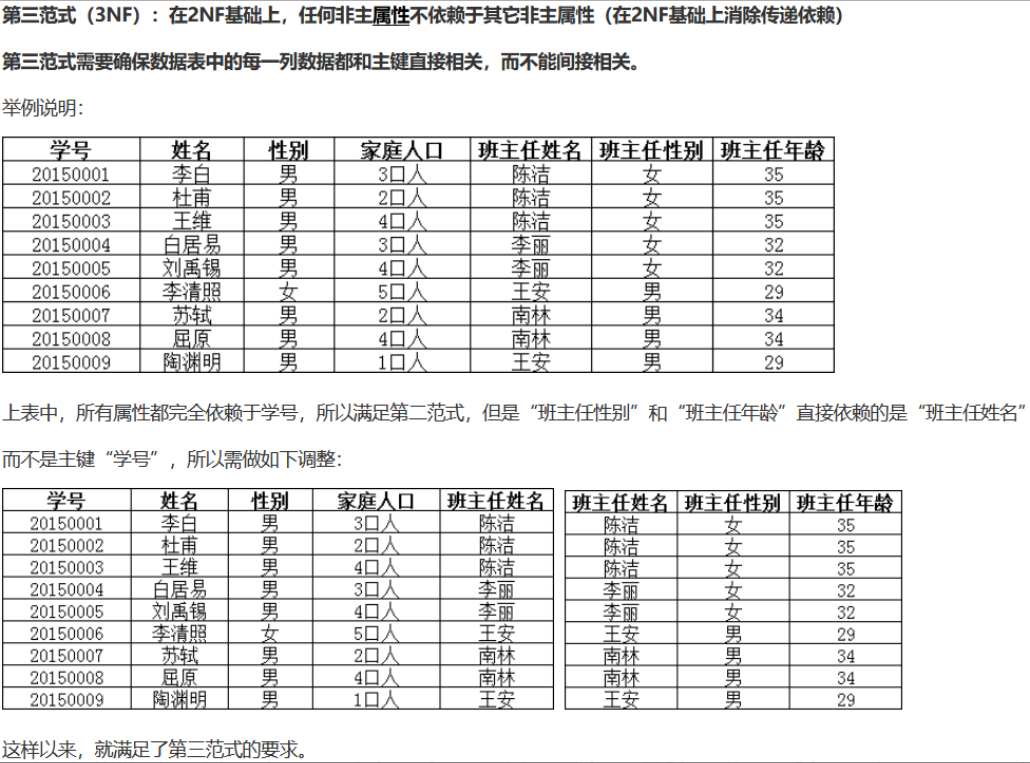 第三范式（3NF）：在2NF基础上，任何非主属性不依赖于其它非主属性（在2NF基础上消除传递依赖）
第三范式需要确保数据表中的每一列数据都和主键直接相关，而不能间接相关。
举例说明：
学号 姓名 性别 家庭人口 班主任姓名 班主任性别 班主任年龄
20150001 李白 男 3口人 陈洁 女 35
20150002 杜甫 男 2口人 陈洁 女 35
20150003 王维 男 4口人 陈洁 女 35
20150004 白居易 男 3口人 李丽 女 32
20150005 刘禹锡 男 4口人 李丽 女 32
20150006 李清照 女 5口人 王安 男 29
20150007 苏轼 男 2口人 南林 男 34
20150008 屈原 男 4口人 南林 男 34
20150009 陶渊明 男 1口人 王安 男 29
上表中，所有属性都完全依赖于学号，所以满足第二范式，但是“班主任性别”和“班主任年龄”直接依赖的是“班主任姓名”
而不是主键“学号”，所以需做如下调整：
学号 姓名 性别 家庭人口 班主任姓名 班主任姓名 班主任性别 班主任年龄
20150001 李白 男 3口人 陈洁 陈洁 女 35
20150002 杜甫 男 2口人 陈洁 陈洁 女 35
20150003 王维 男 4口人 陈洁 陈洁 女 35
20150004 白居易 男 3口人 李丽 李丽 女 32
20150005 刘禹锡 男 4口人 李丽 李丽 女 32
20150006 李清照 女 5口人 王安 王安 男 29
20150007 苏轼 男 2口人 南林 南林 男 34
20150008 屈原 男 4口人 南林 南林 男 34
20150009 陶渊明 男 1口人 王安 王安 男 29
这样以来，就满足了第三范式的要求。